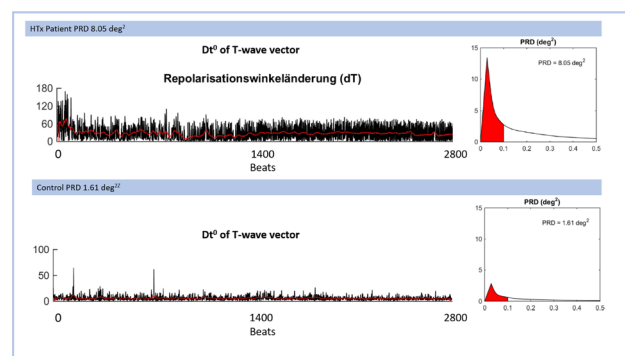 HTx Patient PRD 8.05 deg²
Dt⁰ of T-wave vector
Repolarisationswinkeländerung (dT)
180
120
60
0
0 1400 2800
Beats
PRD (deg²)
PRD = 8.05 deg²
15
10
5
0
0 0.1 0.2 0.3 0.4 0.5
Control PRD 1.61 deg²²
Dt⁰ of T-wave vector
100
50
0
0 1400 2800
Beats
PRD (deg²)
PRD = 1.61 deg²
15
10
5
0
0 0.1 0.2 0.3 0.4 0.5